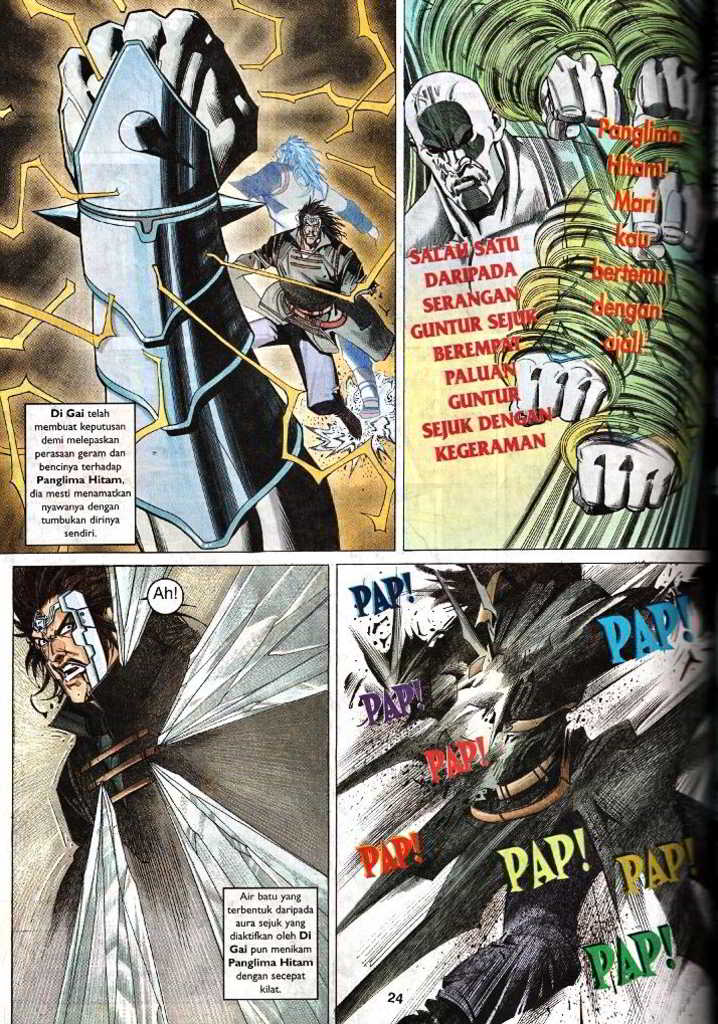 Di Gai telah
membuat keputusan
demi melepaskan
perasaan geram dan
bencinya terhadap
Panglima Hitam,
dia mesti menamatkan
nyawanya dengan
tumbukan dirinya
sendiri.
Panglima
Hitam!
Mari
kau
bertemu
dengan
ajal!
SALAH SATU
DARIPADA
SERANGAN
GUNTUR SEJUK
BEREMPAT
PALUAN
GUNTUR
SEJUK DENGAN
KEGERAMAN
Ah!
Air batu yang
terbentuk daripada
aura sejuk yang
diaktifkan oleh Di
Gai pun menikam
Panglima Hitam
dengan secepat
kilat.
PAP!
PAP!
PAP!
PAP!
PAP!
PAP!
PAP!
PAP!
24